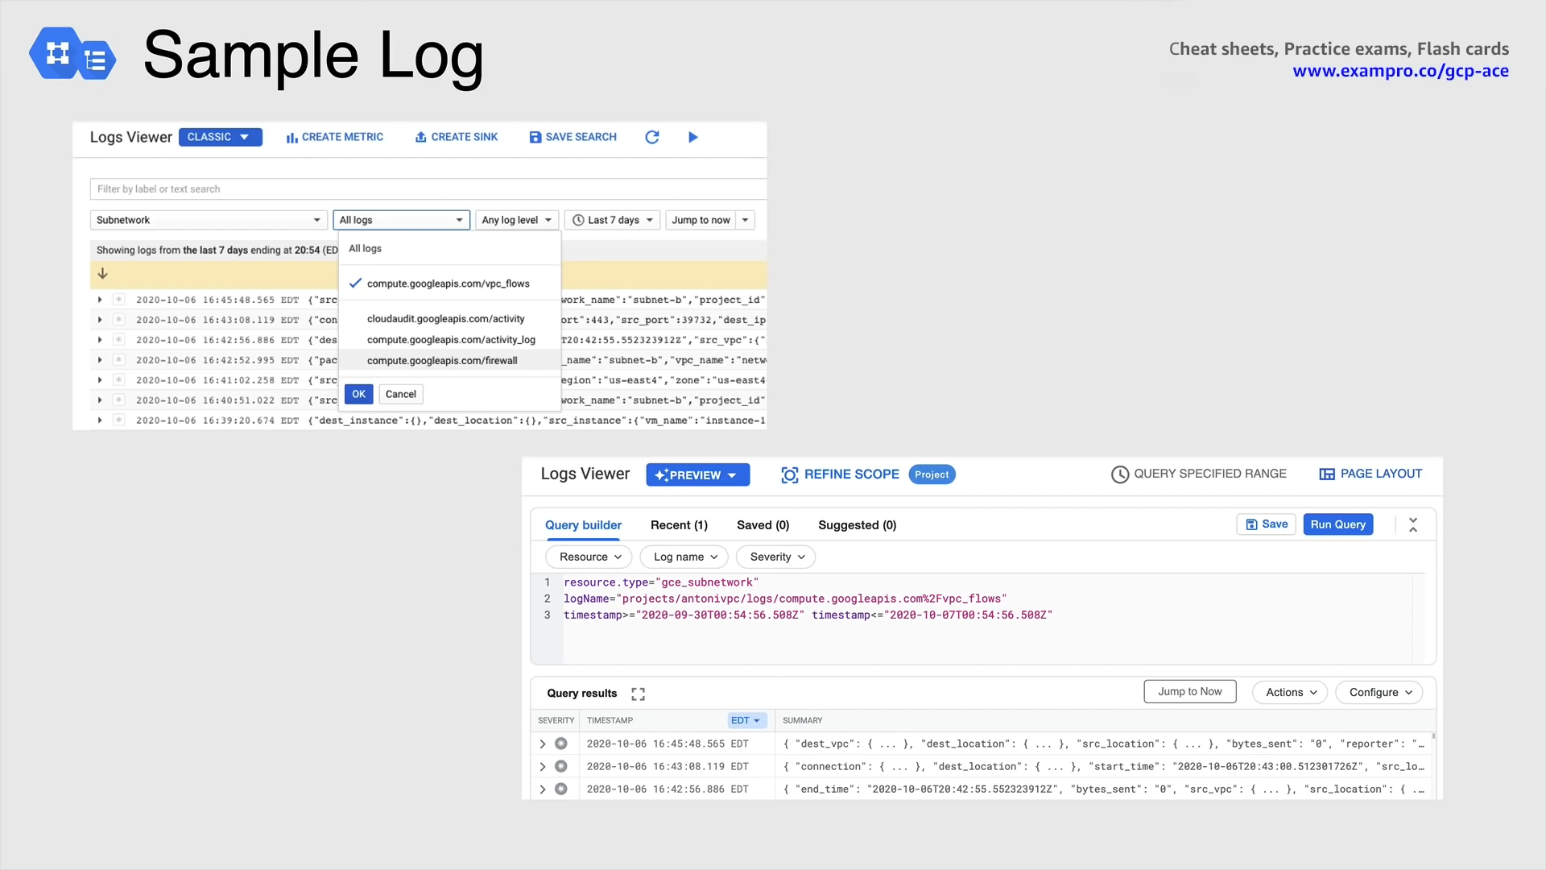 Sample Log
Cheat sheets, Practice exams, Flash cards
www.exampro.co/gcp-ace
Logs Viewer CLASSIC CREATE METRIC CREATE SINK SAVE SEARCH
Filter by label or text search
Subnetwork All logs Any log level Last 7 days Jump to now
Showing logs from the last 7 days ending at 20:54 (ED
All logs
compute.googleapis.com/vpc_flows
cloudaudit.googleapis.com/activity
compute.googleapis.com/activity_log
compute.googleapis.com/firewall
OK Cancel
2020-10-06 16:45:48.565 EDT {"src work_name":"subnet-b","project_id"
2020-10-06 16:43:08.119 EDT {"con ort":443,"src_port":39732,"dest_ip
2020-10-06 16:42:56.886 EDT {"des T20:42:55.552323912Z","src_vpc":{"
2020-10-06 16:42:52.995 EDT {"pac _name":"subnet-b","vpc_name":"netw
2020-10-06 16:41:02.258 EDT {"src egion":"us-east4","zone":"us-east4
2020-10-06 16:40:51.022 EDT {"src work_name":"subnet-b","project_id"
2020-10-06 16:39:20.674 EDT {"dest_instance":{},"dest_location":{},"src_instance":{"vm_name":"instance-1
Logs Viewer PREVIEW REFINE SCOPE Project QUERY SPECIFIED RANGE PAGE LAYOUT
Query builder Recent (1) Saved (0) Suggested (0) Save Run Query
Resource Log name Severity
1 resource.type="gce_subnetwork"
2 logName="projects/antonivpc/logs/compute.googleapis.com%2Fvpc_flows"
3 timestamp>="2020-09-30T00:54:56.508Z" timestamp<="2020-10-07T00:54:56.508Z"
Query results Jump to Now Actions Configure
SEVERITY TIMESTAMP EDT SUMMARY
2020-10-06 16:45:48.565 EDT { "dest_vpc": { ... }, "dest_location": { ... }, "src_location": { ... }, "bytes_sent": "0", "reporter": "…
2020-10-06 16:43:08.119 EDT { "connection": { ... }, "dest_location": { ... }, "start_time": "2020-10-06T20:43:00.512301726Z", "src_lo…
2020-10-06 16:42:56.886 EDT { "end_time": "2020-10-06T20:42:55.552323912Z", "bytes_sent": "0", "src_vpc": { ... }, "src_location": { .…